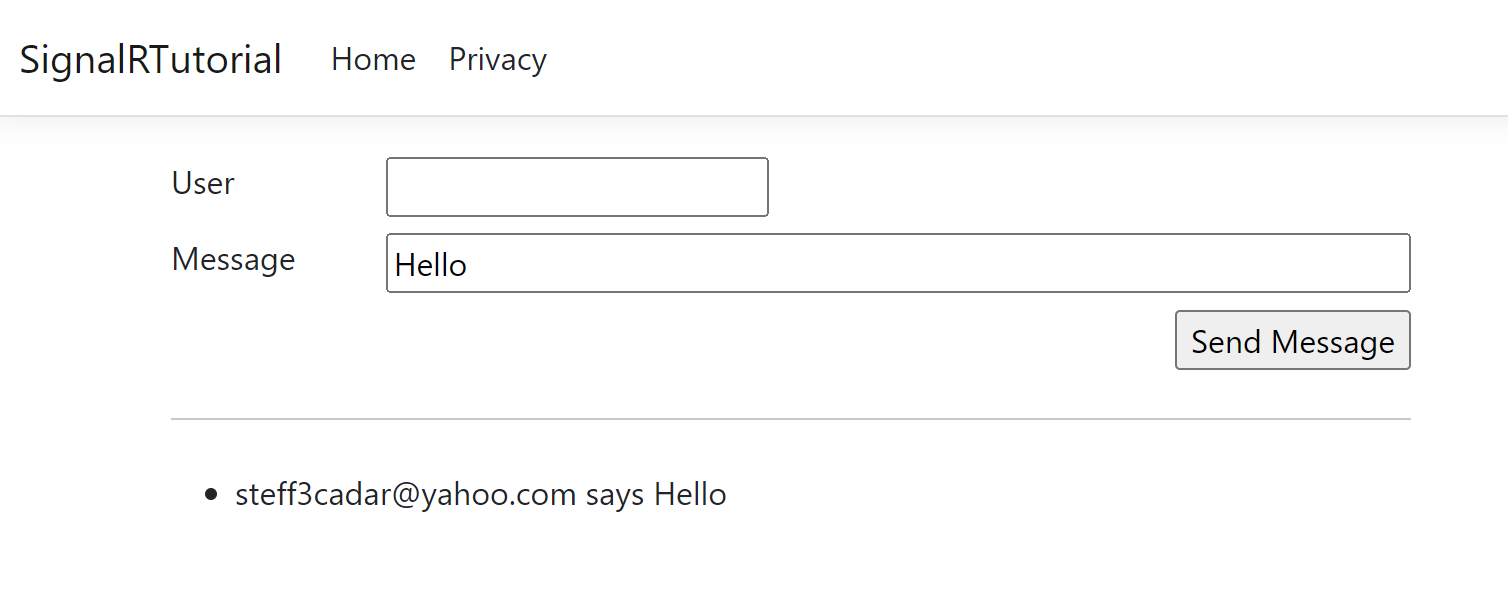 SignalRTutorial Home Privacy
User
Message Hello
Send Message
steff3cadar@yahoo.com says Hello